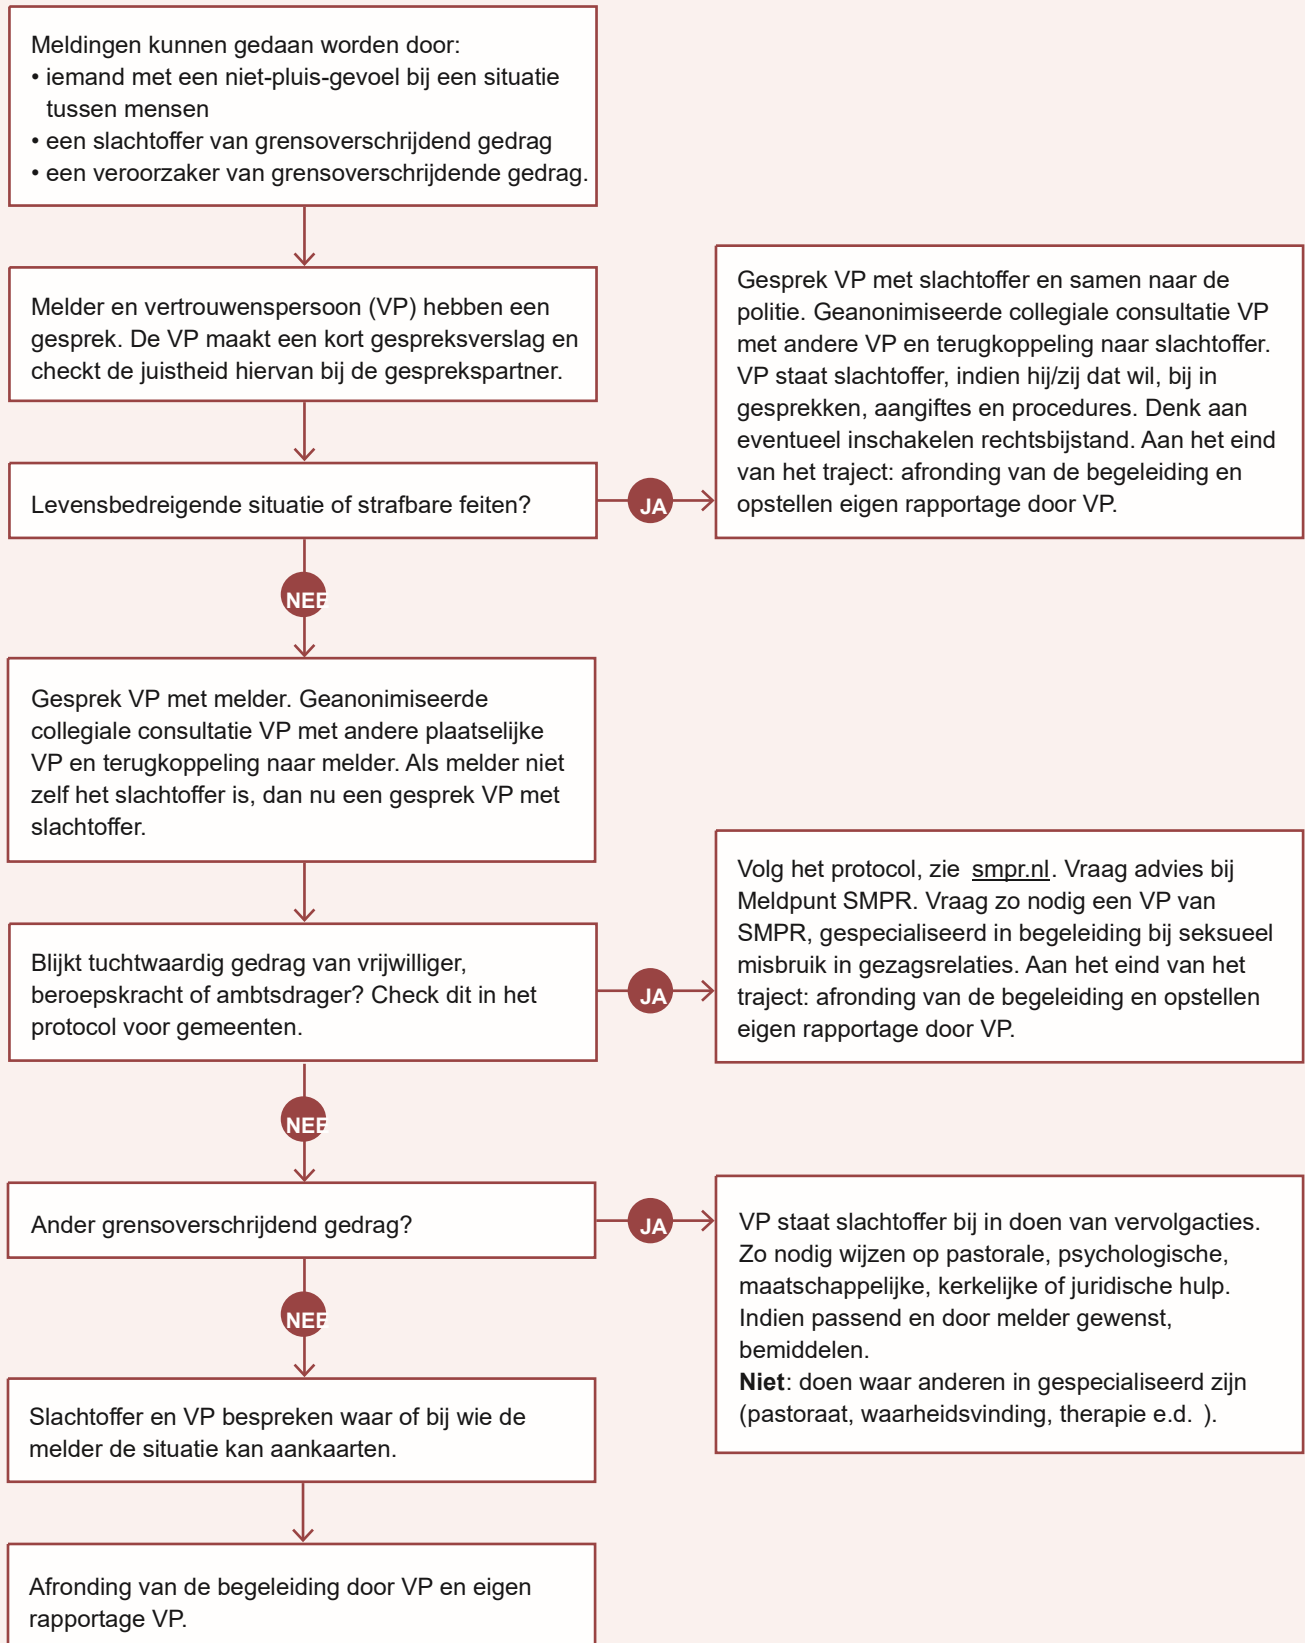 Meldingen kunnen gedaan worden door:
• iemand met een niet-pluis-gevoel bij een situatie
tussen mensen
• een slachtoffer van grensoverschrijdend gedrag
• een veroorzaker van grensoverschrijdende gedrag.
Melder en vertrouwenspersoon (VP) hebben een
gesprek. De VP maakt een kort gespreksverslag en
checkt de juistheid hiervan bij de gesprekspartner.
Levensbedreigende situatie of strafbare feiten?
JA
Gesprek VP met slachtoffer en samen naar de
politie. Geanonimiseerde collegiale consultatie VP
met andere VP en terugkoppeling naar slachtoffer.
VP staat slachtoffer, indien hij/zij dat wil, bij in
gesprekken, aangiftes en procedures. Denk aan
eventueel inschakelen rechtsbijstand. Aan het eind
van het traject: afronding van de begeleiding en
opstellen eigen rapportage door VP.
NEE
Gesprek VP met melder. Geanonimiseerde
collegiale consultatie VP met andere plaatselijke
VP en terugkoppeling naar melder. Als melder niet
zelf het slachtoffer is, dan nu een gesprek VP met
slachtoffer.
Blijkt tuchtwaardig gedrag van vrijwilliger,
beroepskracht of ambtsdrager? Check dit in het
protocol voor gemeenten.
JA
Volg het protocol, zie smpr.nl. Vraag advies bij
Meldpunt SMPR. Vraag zo nodig een VP van
SMPR, gespecialiseerd in begeleiding bij seksueel
misbruik in gezagsrelaties. Aan het eind van het
traject: afronding van de begeleiding en opstellen
eigen rapportage door VP.
NEE
Ander grensoverschrijdend gedrag?
JA
VP staat slachtoffer bij in doen van vervolgacties.
Zo nodig wijzen op pastorale, psychologische,
maatschappelijke, kerkelijke of juridische hulp.
Indien passend en door melder gewenst,
bemiddelen.
Niet: doen waar anderen in gespecialiseerd zijn
(pastoraat, waarheidsvinding, therapie e.d. ).
NEE
Slachtoffer en VP bespreken waar of bij wie de
melder de situatie kan aankaarten.
Afronding van de begeleiding door VP en eigen
rapportage VP.